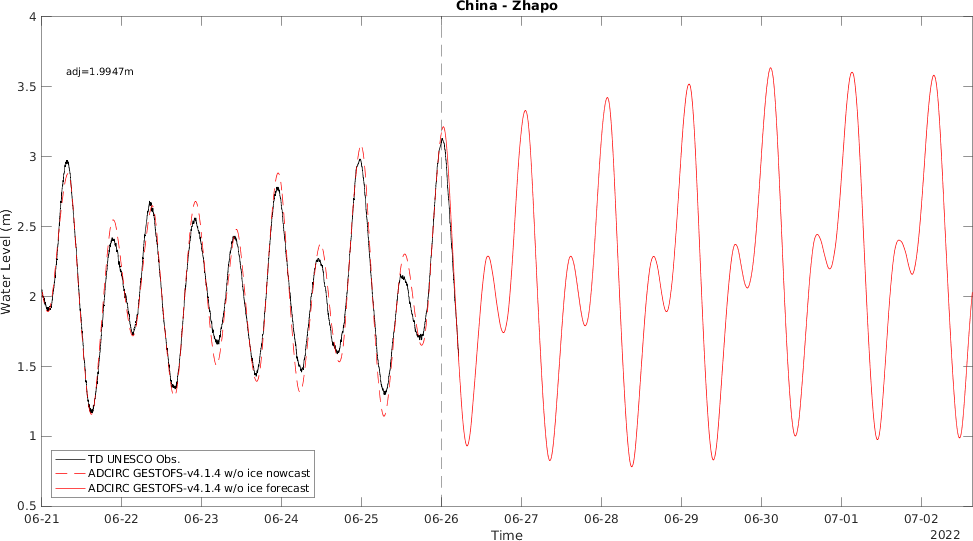 China - Zhapo
4
adj=1.9947m
3.5
3
2.5
Water Level (m)
2
1.5
1
TD UNESCO Obs.
ADCIRC GESTOFS-v4.1.4 w/o ice nowcast
ADCIRC GESTOFS-v4.1.4 w/o ice forecast
0.5
06-21 06-22 06-23 06-24 06-25 06-26 06-27 06-28 06-29 06-30 07-01 07-02
Time
2022